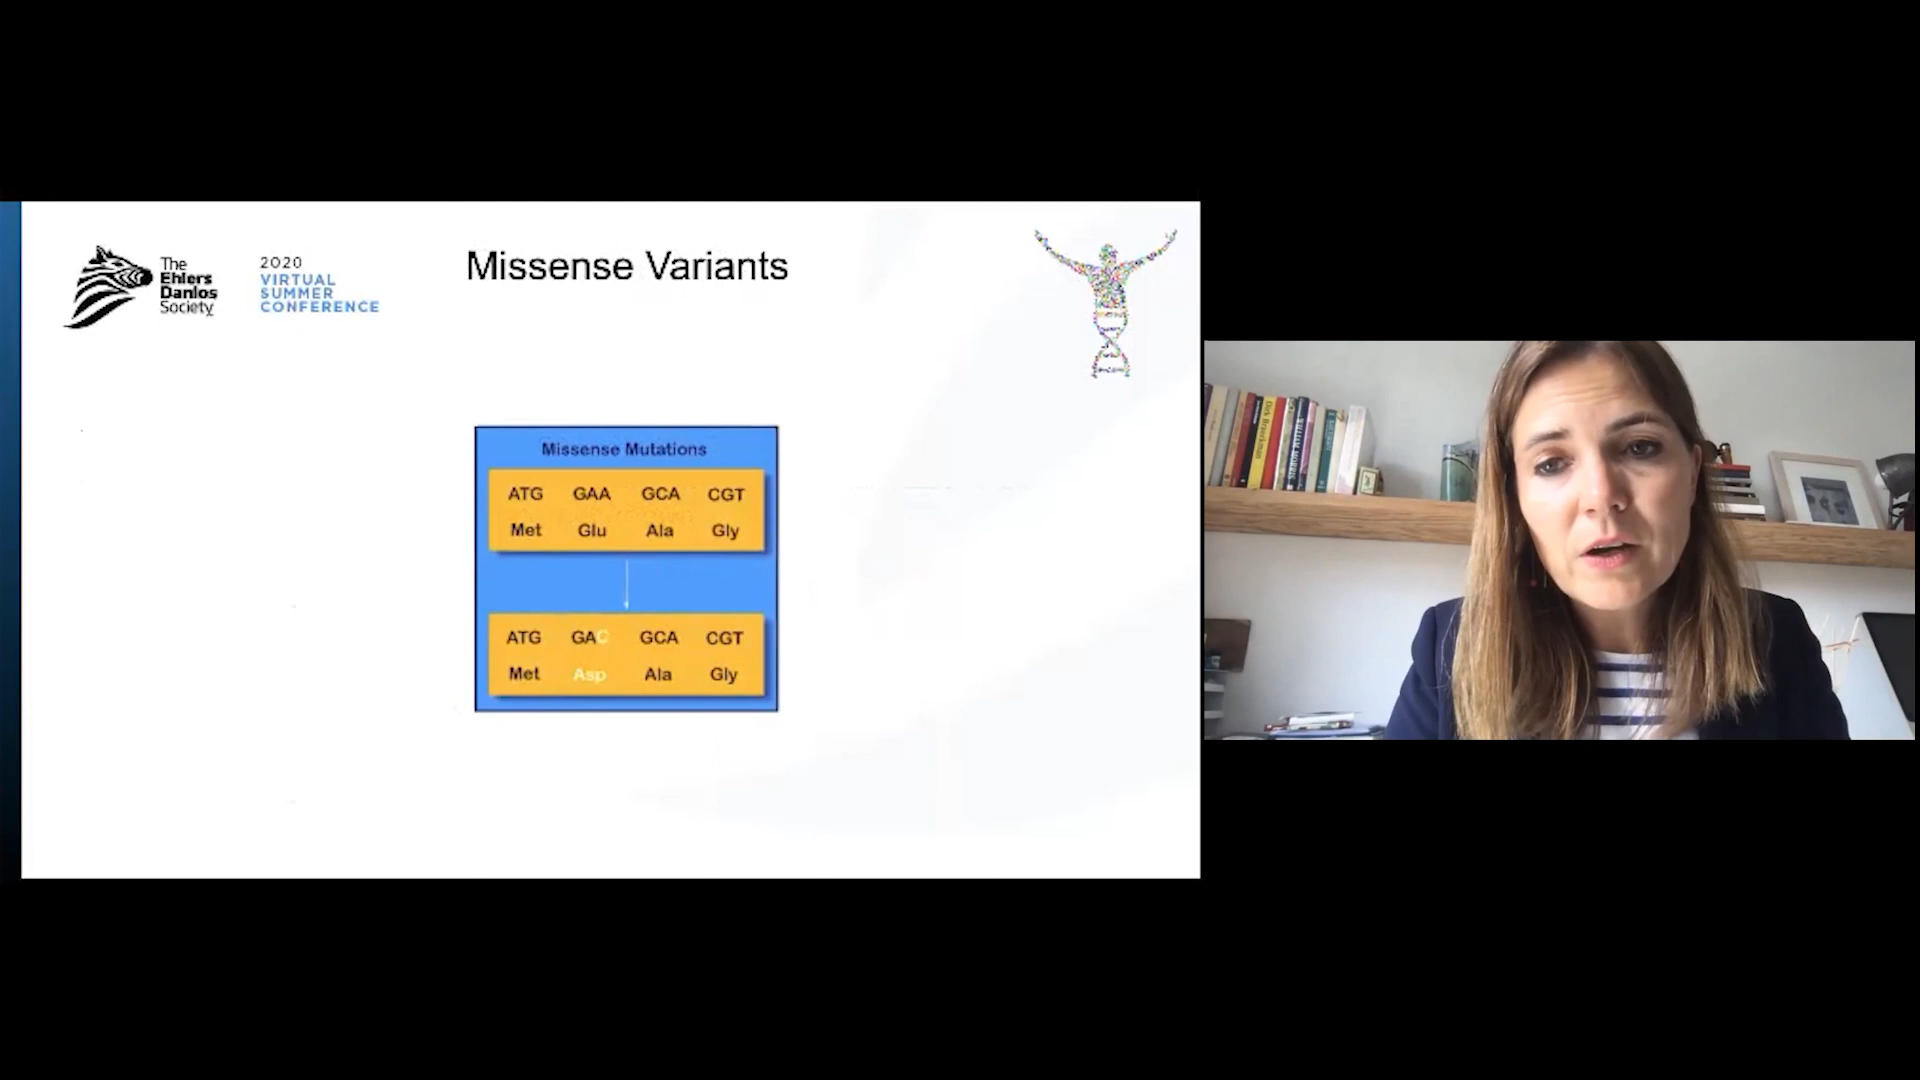 The
Ehlers
Danlos
Society
2020
VIRTUAL
SUMMER
CONFERENCE
Missense Variants
Missense Mutations
ATG GAA GCA CGT
Met Glu Ala Gly
ATG GAC GCA CGT
Met Asp Ala Gly